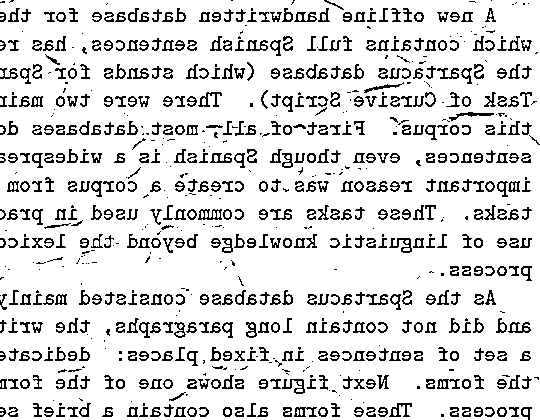 A new offline handwritten database for the
which contains full Spanish sentences, has re
the Spartacus database (which stands for Span
Task of Cursive Script). There were two main
this corpus. First of all, most databases do
sentences, even though Spanish is a widesprea
important reason was to create a corpus from
tasks. These tasks are commonly used in prac
use of linguistic knowledge beyond the lexico
process.
As the Spartacus database consisted mainly
and did not contain long paragraphs, the writ
a set of sentences in fixed places: dedicate
the forms. Next figure shows one of the form
process. These forms also contain a brief se